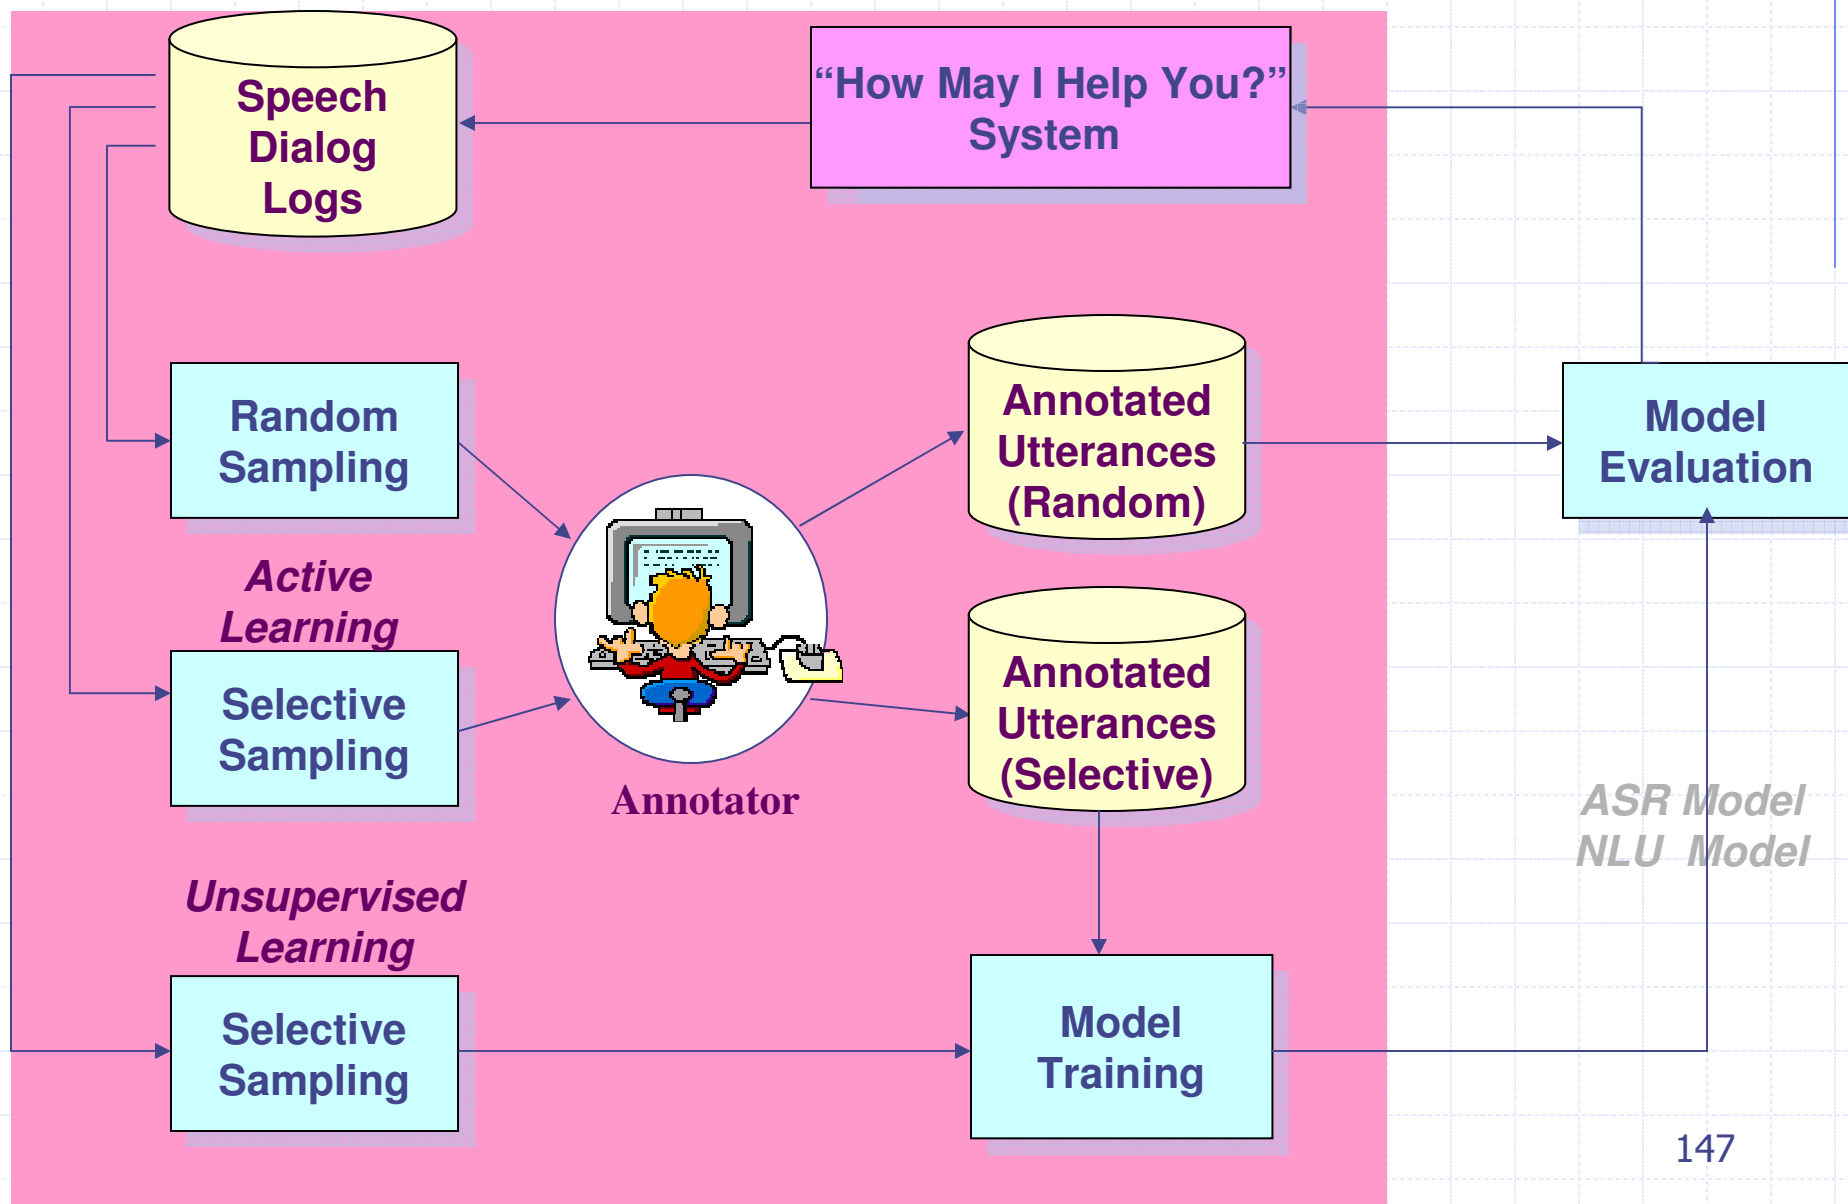 Speech
Dialog
Logs
“How May I Help You?”
System
Random
Sampling
Annotated
Utterances
(Random)
Model
Evaluation
Active
Learning
Selective
Sampling
Annotator
Annotated
Utterances
(Selective)
ASR Model
NLU Model
Unsupervised
Learning
Selective
Sampling
Model
Training
147